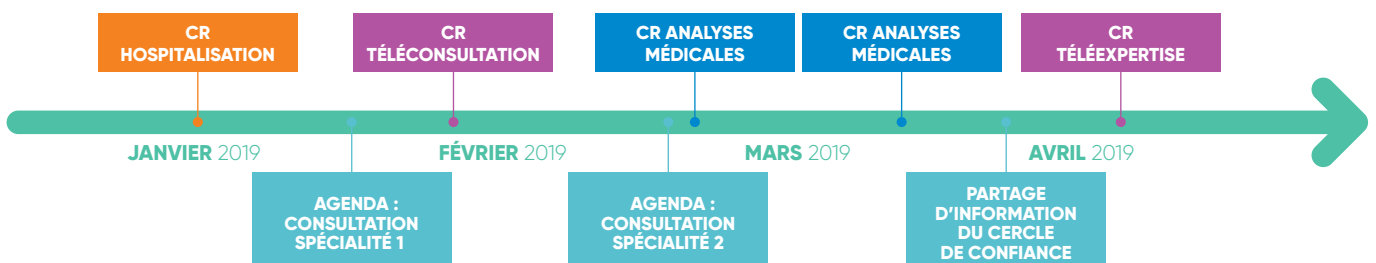 CR
HOSPITALISATION
CR
TÉLÉCONSULTATION
CR ANALYSES
MÉDICALES
CR ANALYSES
MÉDICALES
CR
TÉLÉEXPERTISE
JANVIER 2019
FÉVRIER 2019
MARS 2019
AVRIL 2019
AGENDA :
CONSULTATION
SPÉCIALITÉ 1
AGENDA :
CONSULTATION
SPÉCIALITÉ 2
PARTAGE
D'INFORMATION
DU CERCLE
DE CONFIANCE